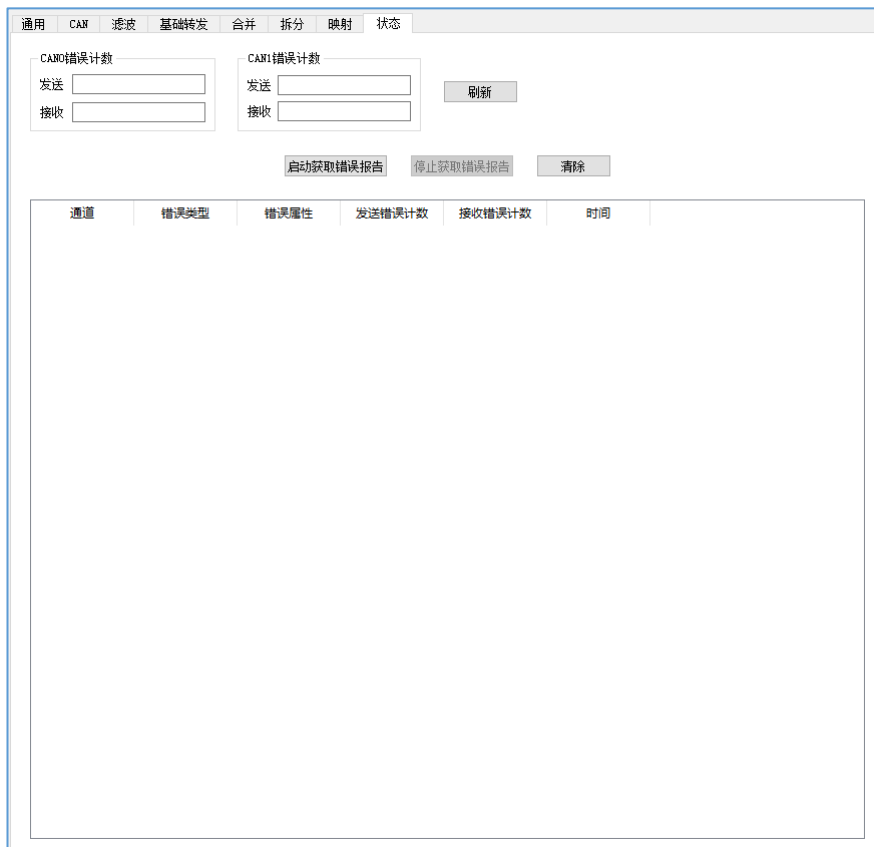 通用 CAN 滤波 基础转发 合并 拆分 映射 状态
CAN0错误计数 CAN1错误计数
发送 发送 刷新
接收 接收
启动获取错误报告 停止获取错误报告 清除
通道 错误类型 错误属性 发送错误计数 接收错误计数 时间